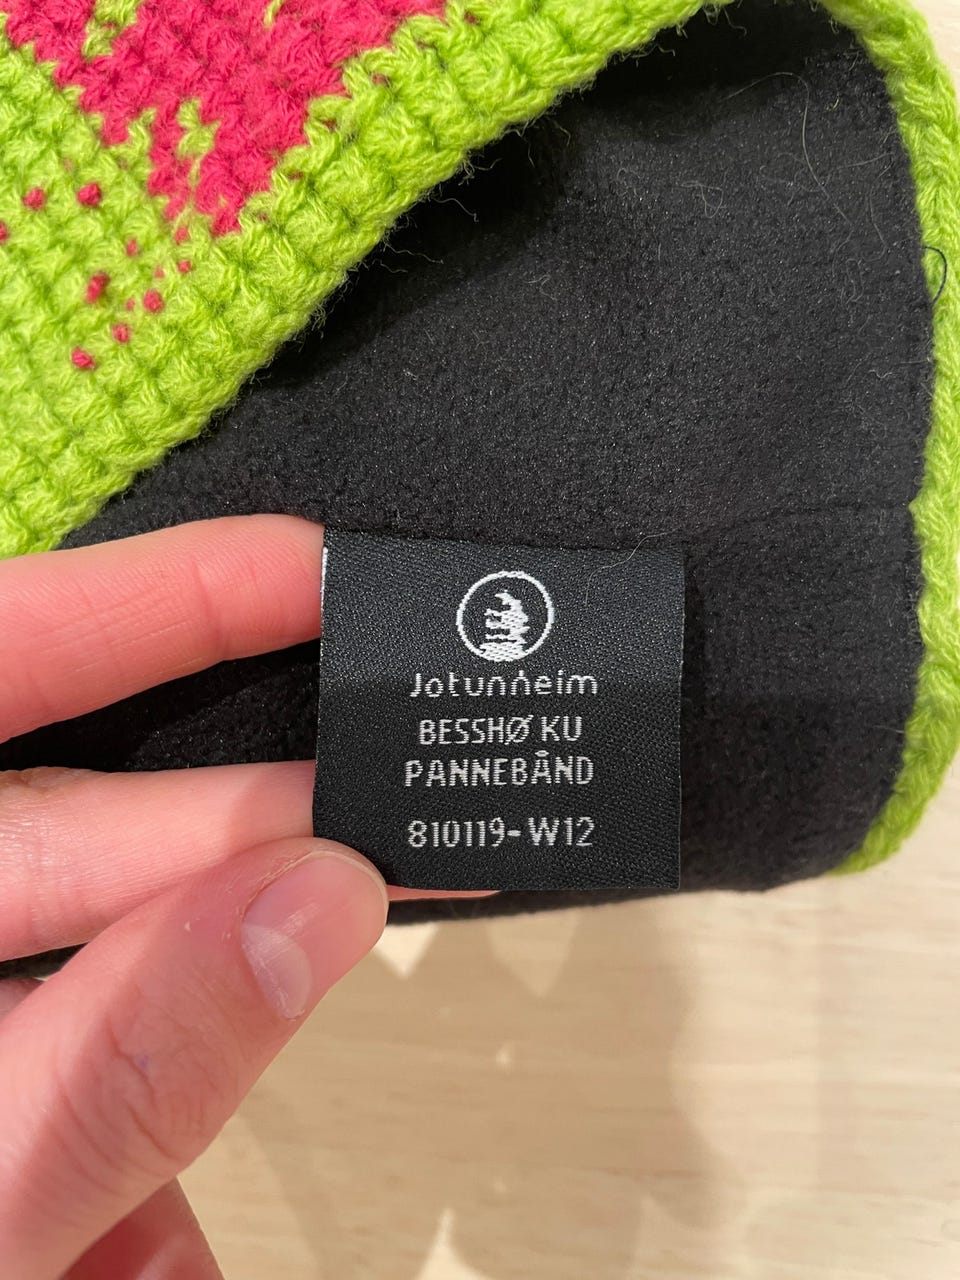 Jotunheim
BESSHØ KU
PANNEBÅND
810119-W12